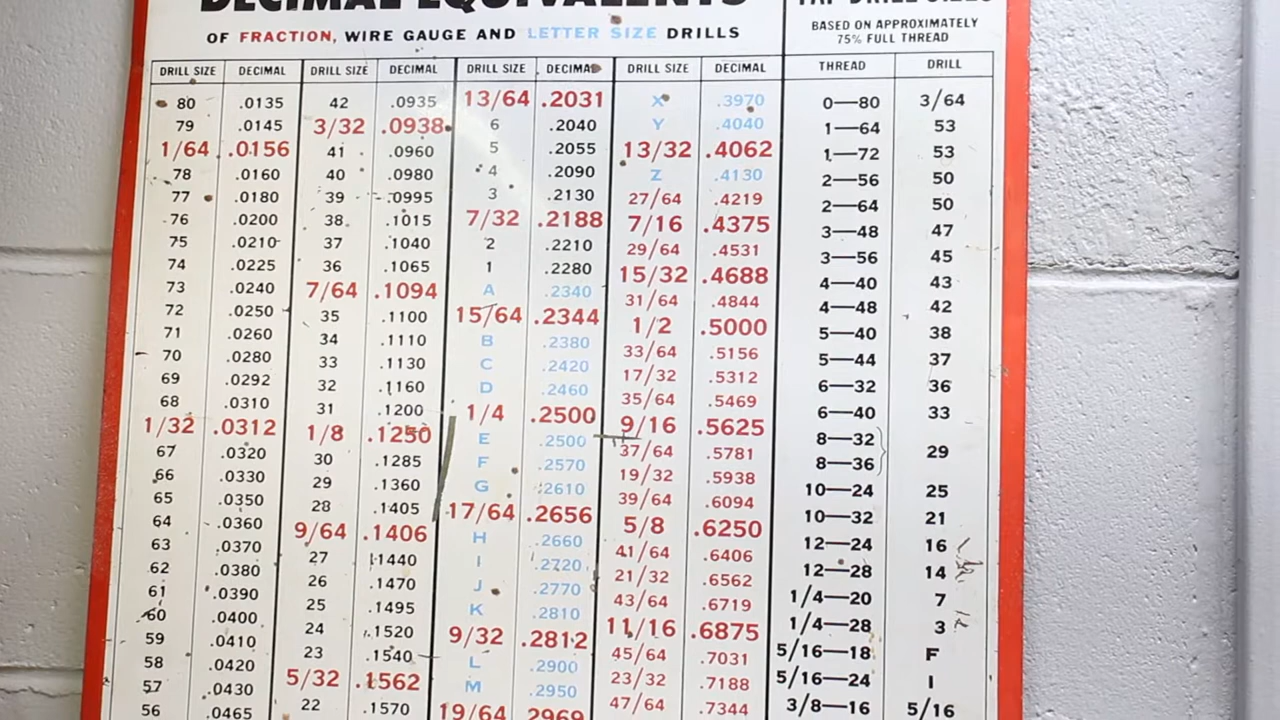 DECIMAL EQUIVALENTS
OF FRACTION, WIRE GAUGE AND LETTER SIZE DRILLS
TAP DRILL SIZES
BASED ON APPROXIMATELY
75% FULL THREAD
DRILL SIZE DECIMAL DRILL SIZE DECIMAL DRILL SIZE DECIMAL DRILL SIZE DECIMAL THREAD DRILL
80 .0135 42 .0935 13/64 .2031 X .3970 0—80 3/64
79 .0145 3/32 .0938 6 .2040 Y .4040 1—64 53
1/64 .0156 41 .0960 5 .2055 13/32 .4062 1—72 53
78 .0160 40 .0980 4 .2090 Z .4130 2—56 50
77 .0180 39 .0995 3 .2130 27/64 .4219 2—64 50
76 .0200 38 .1015 7/32 .2188 7/16 .4375 3—48 47
75 .0210 37 .1040 2 .2210 29/64 .4531 3—56 45
74 .0225 36 .1065 1 .2280 15/32 .4688 4—40 43
73 .0240 7/64 .1094 A .2340 31/64 .4844 4—48 42
72 .0250 35 .1100 15/64 .2344 1/2 .5000 5—40 38
71 .0260 34 .1110 B .2380 33/64 .5156 5—44 37
70 .0280 33 .1130 C .2420 17/32 .5312 6—32 36
69 .0292 32 .1160 D .2460 35/64 .5469 6—40 33
68 .0310 31 .1200 1/4 .2500 9/16 .5625 8—32 29
1/32 .0312 1/8 .1250 E .2500 37/64 .5781 8—36
67 .0320 30 .1285 F .2570 19/32 .5938 10—24 25
66 .0330 29 .1360 G .2610 39/64 .6094 10—32 21
65 .0350 28 .1405 17/64 .2656 5/8 .6250 12—24 16
64 .0360 9/64 .1406 H .2660 41/64 .6406 12—28 14
63 .0370 27 .1440 I .2720 21/32 .6562 1/4—20 7
62 .0380 26 .1470 J .2770 43/64 .6719 1/4—28 3
61 .0390 25 .1495 K .2810 11/16 .6875 5/16—18 F
60 .0400 24 .1520 9/32 .2812 45/64 .7031 5/16—24 I
59 .0410 23 .1540 L .2900 23/32 .7188 3/8—16 5/16
58 .0420 5/32 .1562 M .2950 47/64 .7344
57 .0430 22 .1570 19/64 .2969
56 .0465